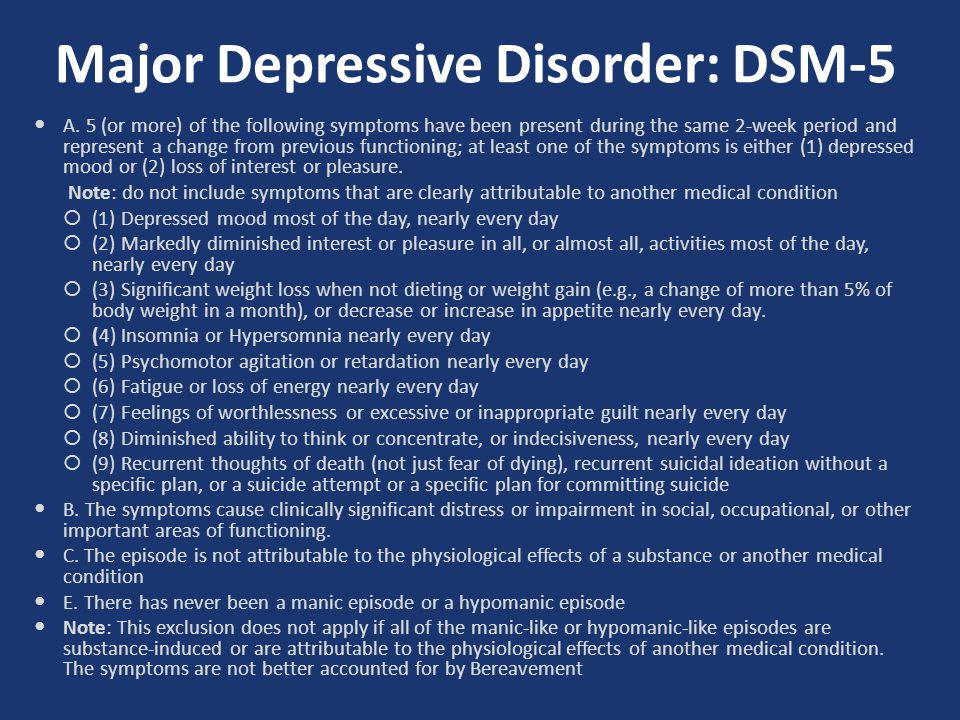 Major Depressive Disorder: DSM-5
• A. 5 (or more) of the following symptoms have been present during the same 2-week period and
represent a change from previous functioning; at least one of the symptoms is either (1) depressed
mood or (2) loss of interest or pleasure.
Note: do not include symptoms that are clearly attributable to another medical condition
○ (1) Depressed mood most of the day, nearly every day
○ (2) Markedly diminished interest or pleasure in all, or almost all, activities most of the day,
nearly every day
○ (3) Significant weight loss when not dieting or weight gain (e.g., a change of more than 5% of
body weight in a month), or decrease or increase in appetite nearly every day.
○ (4) Insomnia or Hypersomnia nearly every day
○ (5) Psychomotor agitation or retardation nearly every day
○ (6) Fatigue or loss of energy nearly every day
○ (7) Feelings of worthlessness or excessive or inappropriate guilt nearly every day
○ (8) Diminished ability to think or concentrate, or indecisiveness, nearly every day
○ (9) Recurrent thoughts of death (not just fear of dying), recurrent suicidal ideation without a
specific plan, or a suicide attempt or a specific plan for committing suicide
• B. The symptoms cause clinically significant distress or impairment in social, occupational, or other
important areas of functioning.
• C. The episode is not attributable to the physiological effects of a substance or another medical
condition
• E. There has never been a manic episode or a hypomanic episode
• Note: This exclusion does not apply if all of the manic-like or hypomanic-like episodes are
substance-induced or are attributable to the physiological effects of another medical condition.
The symptoms are not better accounted for by Bereavement